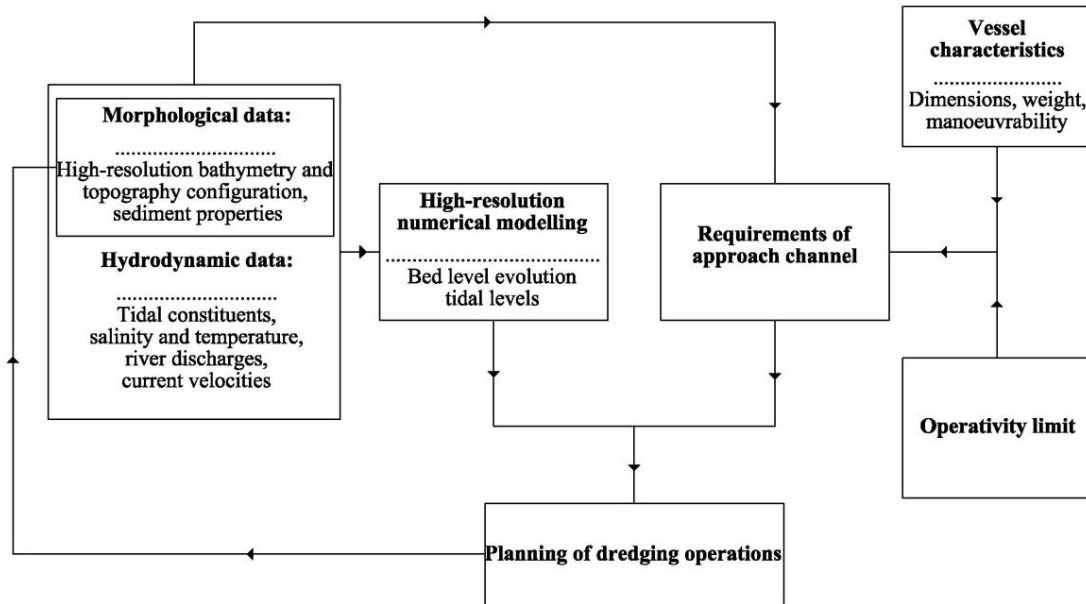 Vessel
characteristics
........................
Dimensions, weight,
manoeuvrability
Morphological data:
.............................
High-resolution bathymetry and
topography configuration,
sediment properties
Hydrodynamic data:
.............................
Tidal constituents,
salinity and temperature,
river discharges,
current velocities
High-resolution
numerical modelling
......................................
Bed level evolution
tidal levels
Requirements of
approach channel
Operativity limit
Planning of dredging operations